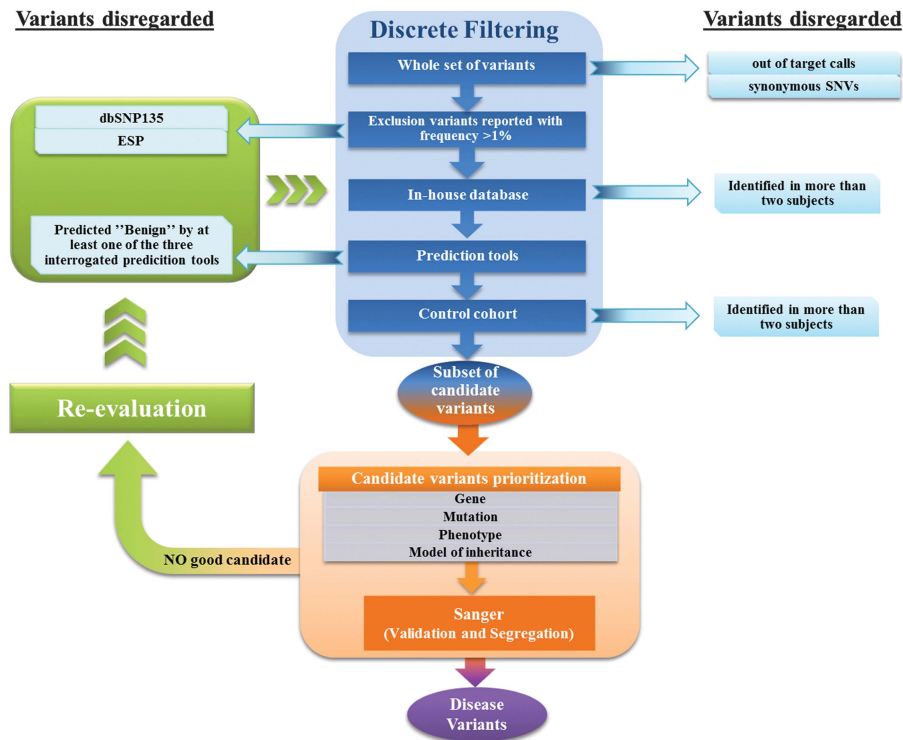 Variants disregarded
Discrete Filtering
Variants disregarded
Whole set of variants
out of target calls
synonymous SNVs
dbSNP135
ESP
Exclusion variants reported with
frequency >1%
In-house database
Identified in more than
two subjects
Predicted ’’Benign’’ by at
least one of the three
interrogated predicition tools
Prediction tools
Control cohort
Identified in more than
two subjects
Subset of
candidate
variants
Re-evaluation
Candidate variants prioritization
Gene
Mutation
Phenotype
Model of inheritance
NO good candidate
Sanger
(Validation and Segregation)
Disease
Variants